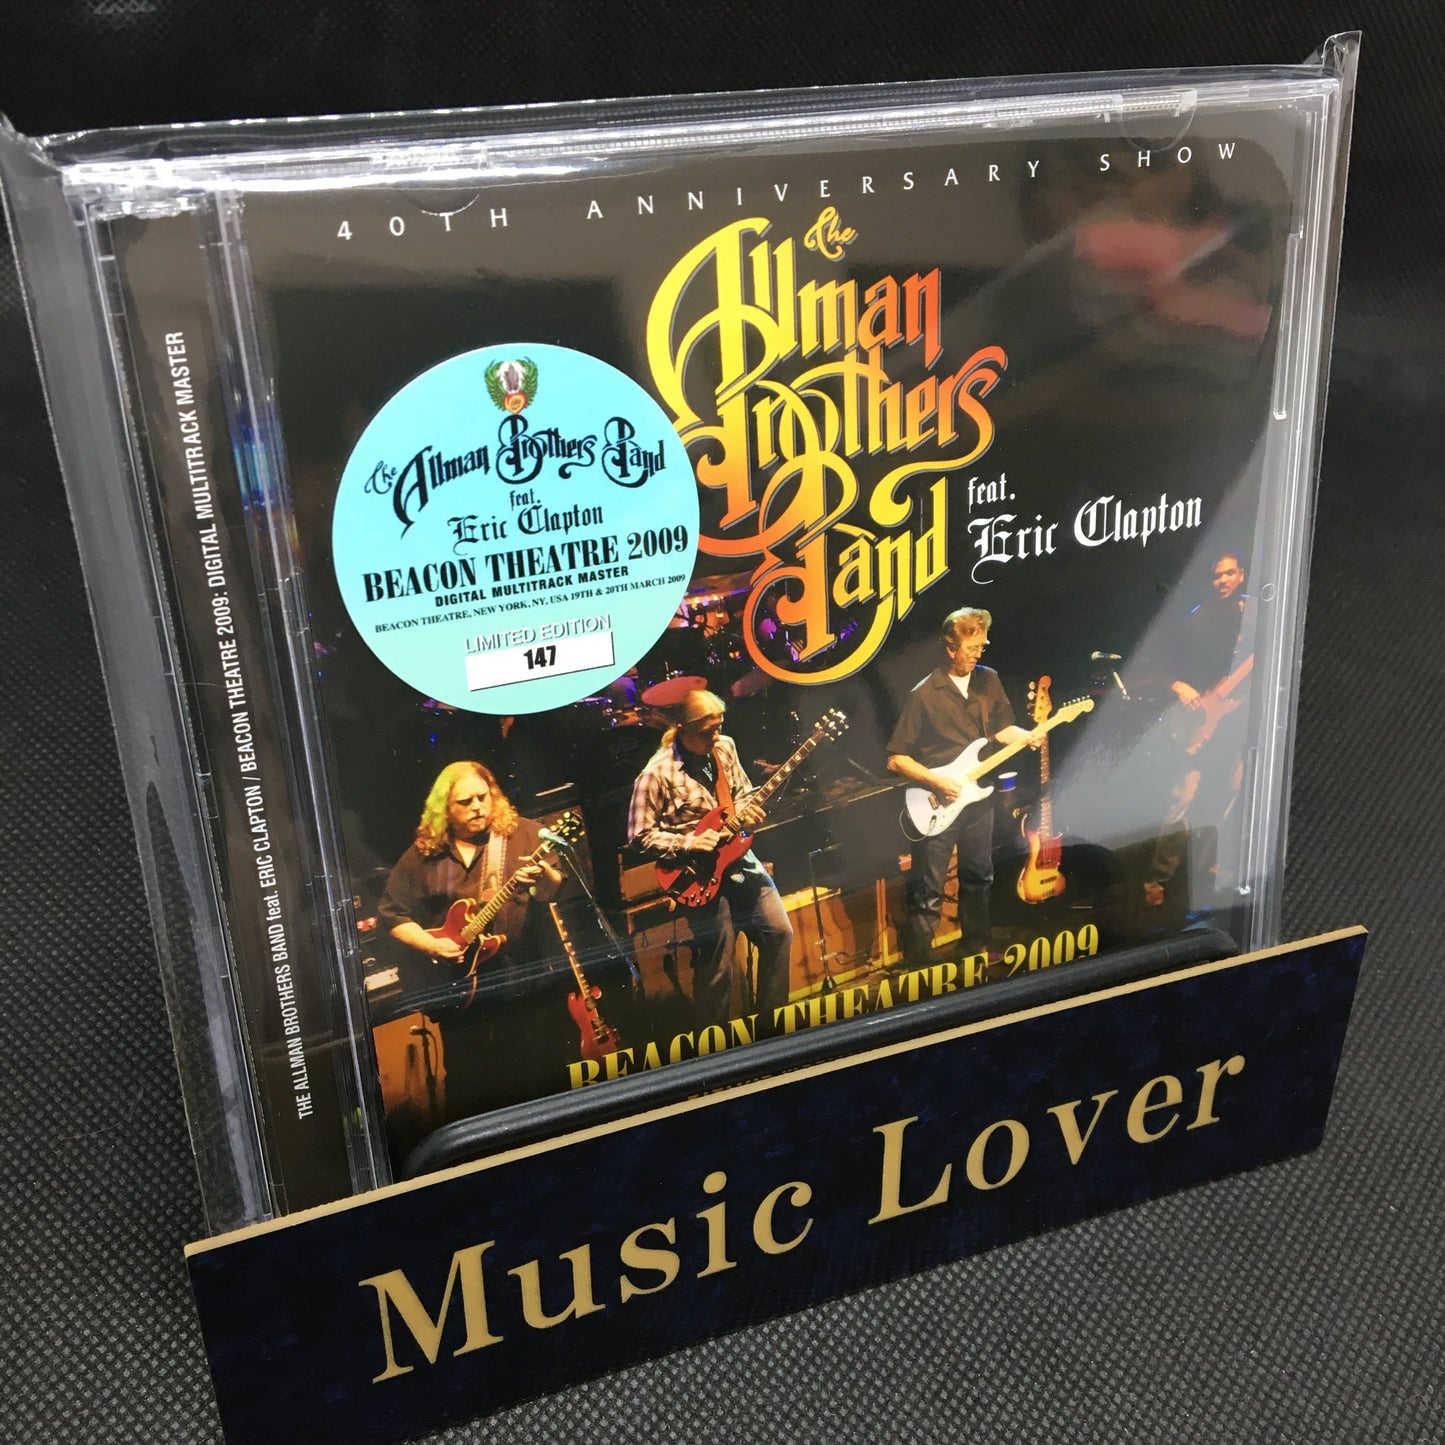 40TH ANNIVERSARY SHOW
The
Allman
Brothers
Band
feat.
Eric Clapton
The Allman Brothers Band
feat.
Eric Clapton
BEACON THEATRE 2009
DIGITAL MULTITRACK MASTER
BEACON THEATRE, NEW YORK, NY, USA 19TH & 20TH MARCH 2009
LIMITED EDITION
147
THE ALLMAN BROTHERS BAND feat. ERIC CLAPTON / BEACON THEATRE 2009: DIGITAL MULTITRACK MASTER
BEACON THEATRE 2009
Music Lover